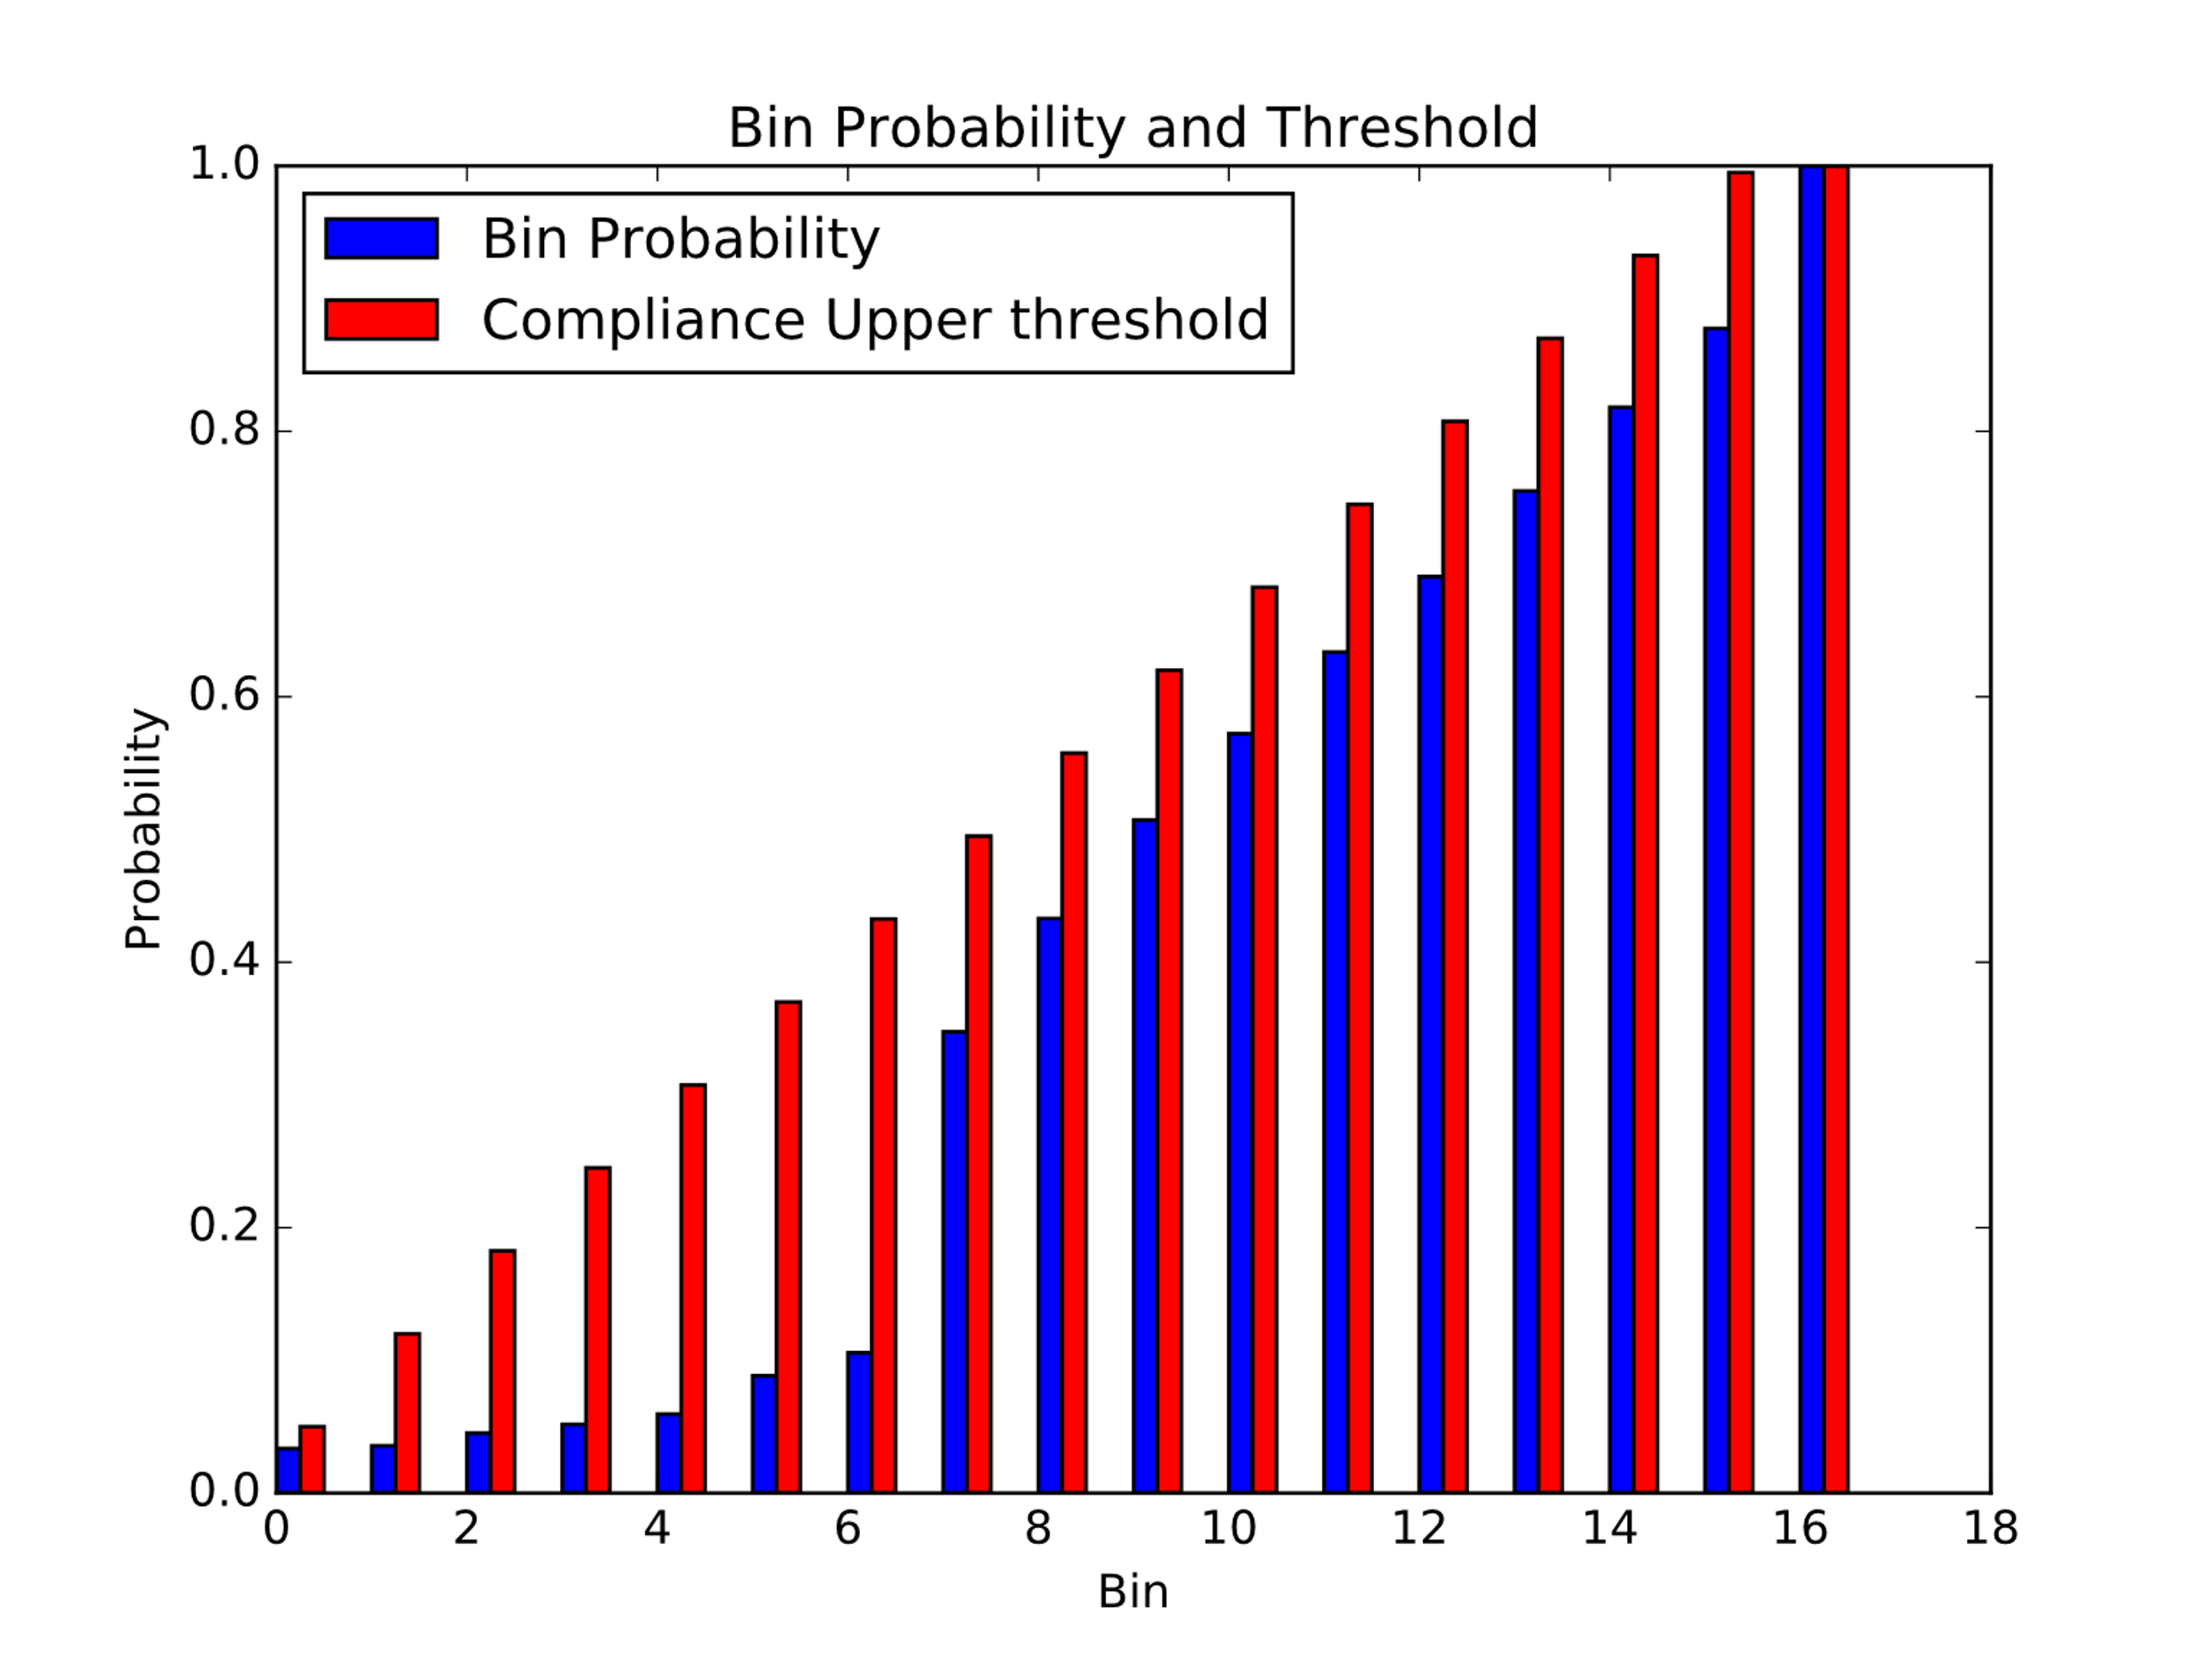 Bin Probability and Threshold
1.0
Bin Probability
Compliance Upper threshold
0.8
0.6
Probability
0.4
0.2
0.0
0 2 4 6 8 10 12 14 16 18
Bin